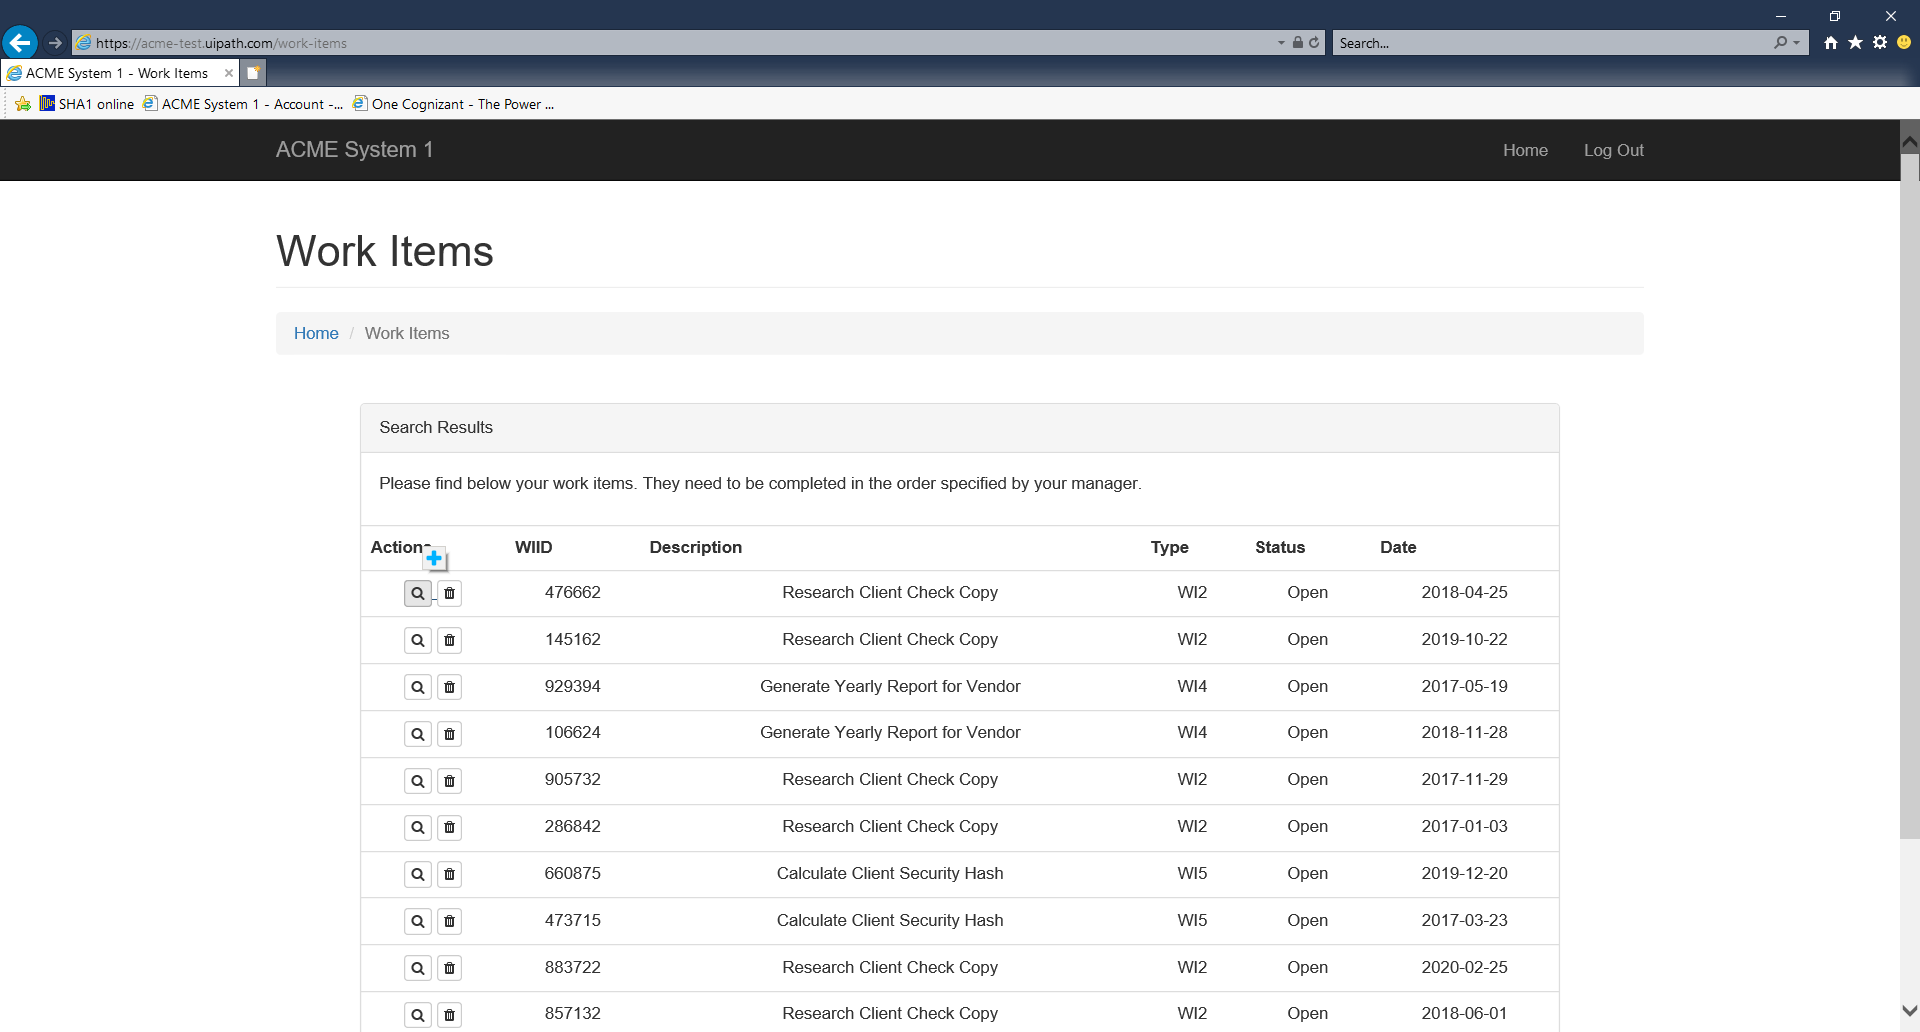 https://acme-test.uipath.com/work-items
Search...
ACME System 1 - Work Items
SHA1 online
ACME System 1 - Account -...
One Cognizant - The Power ...
ACME System 1
Home
Log Out
Work Items
Home / Work Items
Search Results
Please find below your work items. They need to be completed in the order specified by your manager.
Actions WIID Description Type Status Date
476662 Research Client Check Copy WI2 Open 2018-04-25
145162 Research Client Check Copy WI2 Open 2019-10-22
929394 Generate Yearly Report for Vendor WI4 Open 2017-05-19
106624 Generate Yearly Report for Vendor WI4 Open 2018-11-28
905732 Research Client Check Copy WI2 Open 2017-11-29
286842 Research Client Check Copy WI2 Open 2017-01-03
660875 Calculate Client Security Hash WI5 Open 2019-12-20
473715 Calculate Client Security Hash WI5 Open 2017-03-23
883722 Research Client Check Copy WI2 Open 2020-02-25
857132 Research Client Check Copy WI2 Open 2018-06-01